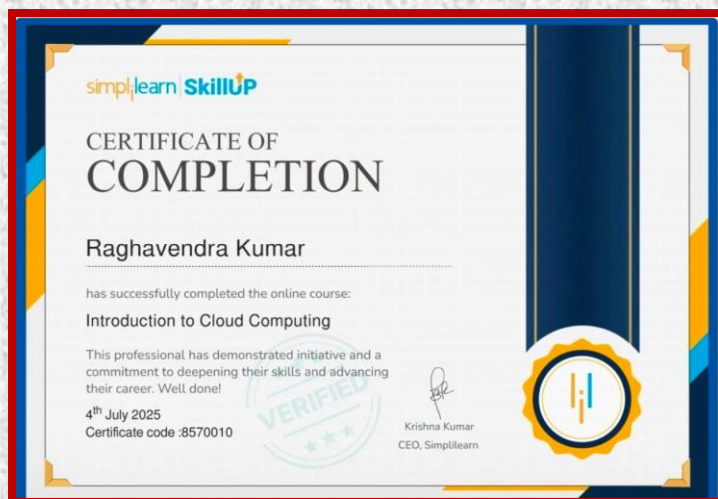 simplilearn | SkillUP
CERTIFICATE OF
COMPLETION
Raghavendra Kumar
has successfully completed the online course:
Introduction to Cloud Computing
This professional has demonstrated initiative and a
commitment to deepening their skills and advancing
their career. Well done!
VERIFIED
4th July 2025
Certificate code :8570010
Krishna Kumar
CEO, Simplilearn